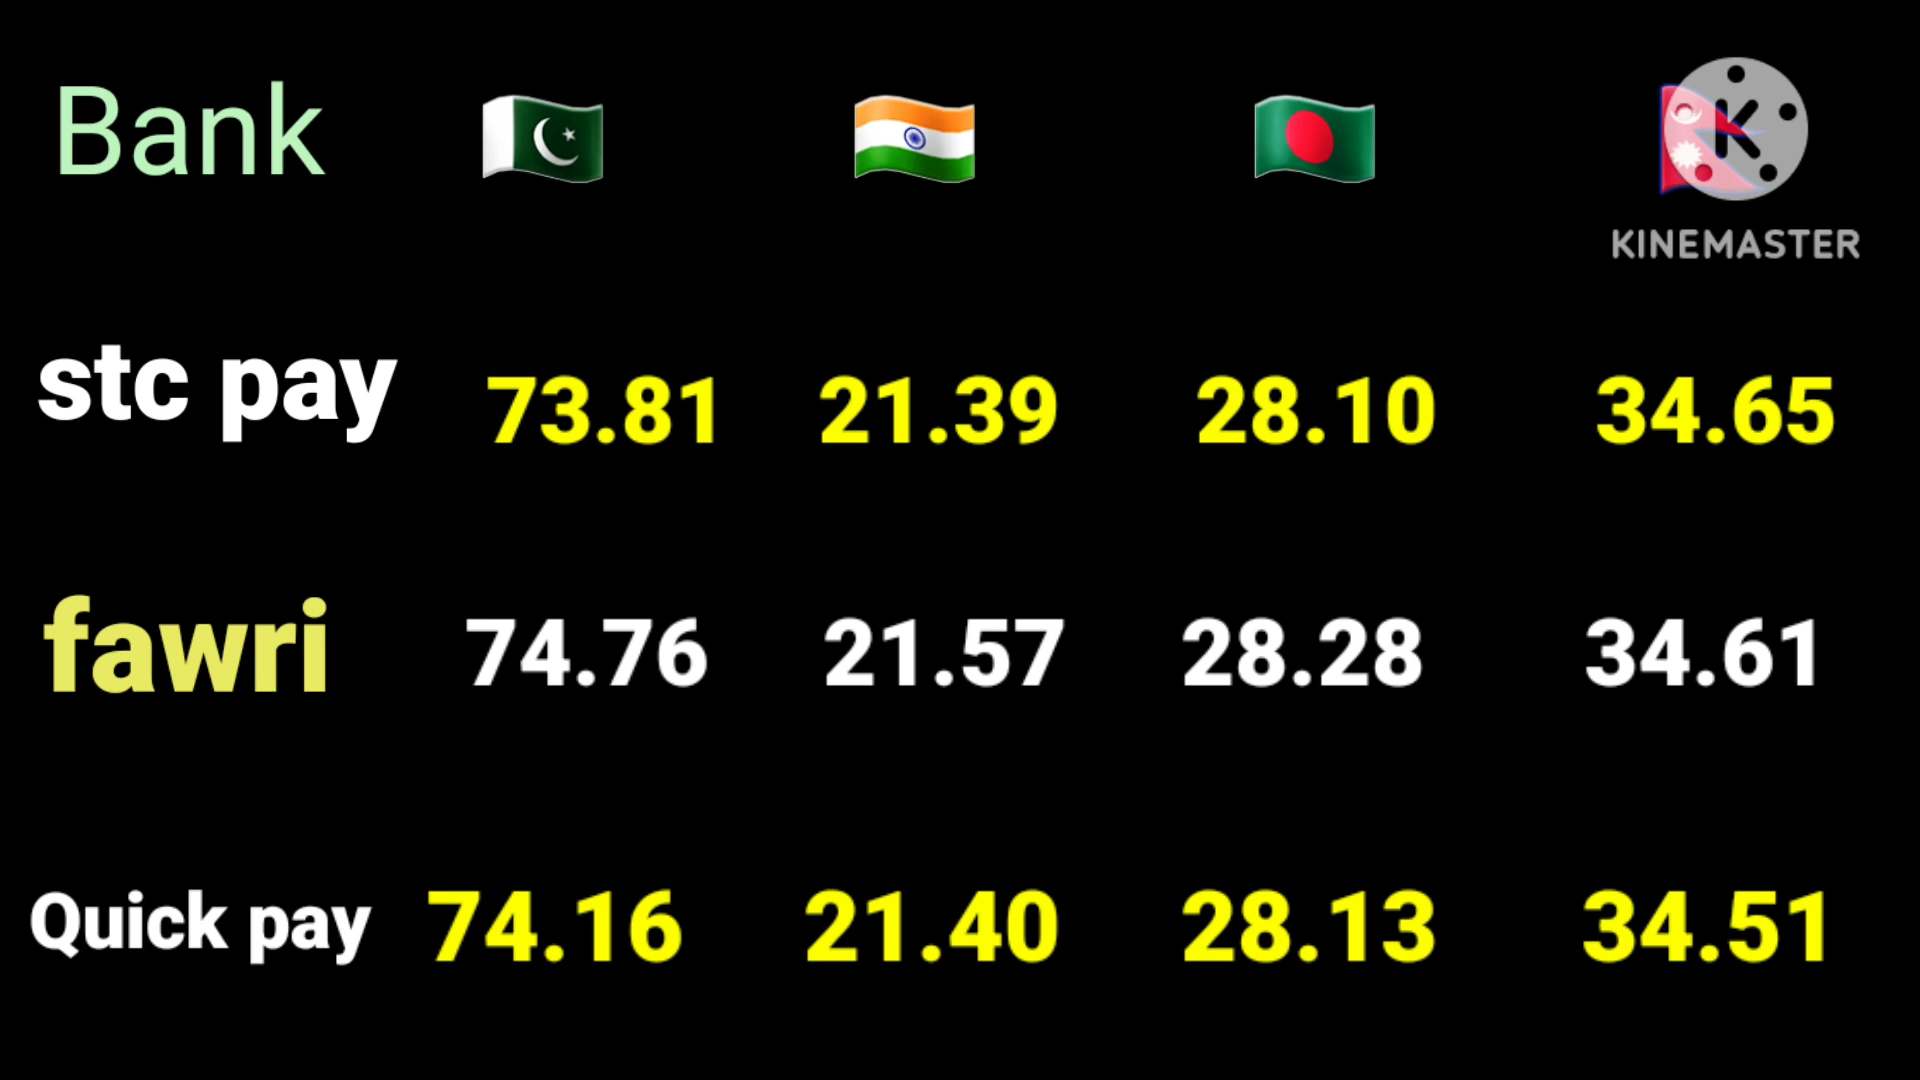 Bank
KINEMASTER
stc pay 73.81 21.39 28.10 34.65
fawri 74.76 21.57 28.28 34.61
Quick pay 74.16 21.40 28.13 34.51